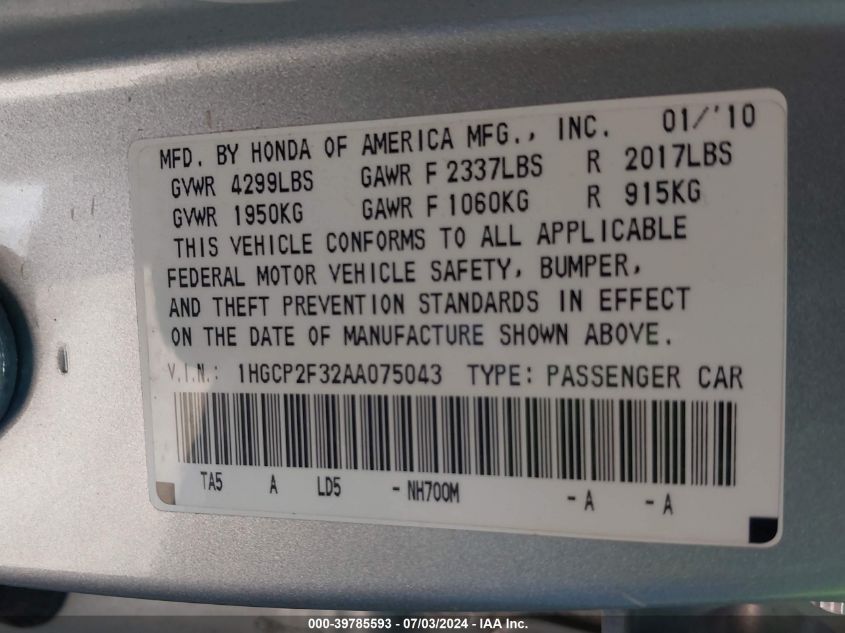 MFD. BY HONDA OF AMERICA MFG., INC. 01/'10
GVWR 4299LBS GAWR F 2337LBS R 2017LBS
GVWR 1950KG GAWR F 1060KG R 915KG
THIS VEHICLE CONFORMS TO ALL APPLICABLE
FEDERAL MOTOR VEHICLE SAFETY, BUMPER,
AND THEFT PREVENTION STANDARDS IN EFFECT
ON THE DATE OF MANUFACTURE SHOWN ABOVE.
V.I.N.: 1HGCP2F32AA075043 TYPE: PASSENGER CAR
TA5 A LD5 - NH700M - A - A
000-39785593 - 07/03/2024 - IAAI.COM